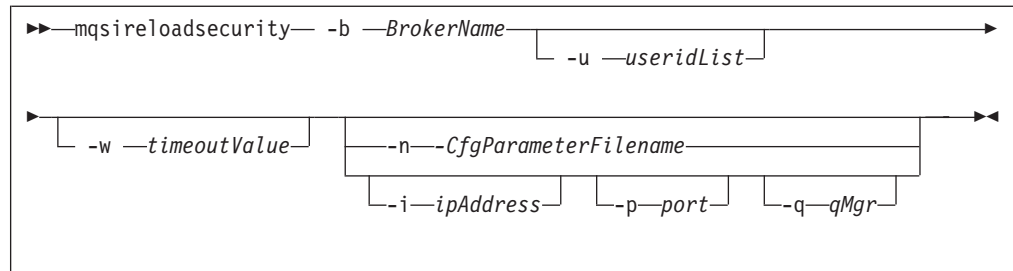 mqsireloadsecurity -b BrokerName
-u useridList
-w timeoutValue -n -CfgParameterFilename
-i ipAddress -p port -q qMgr